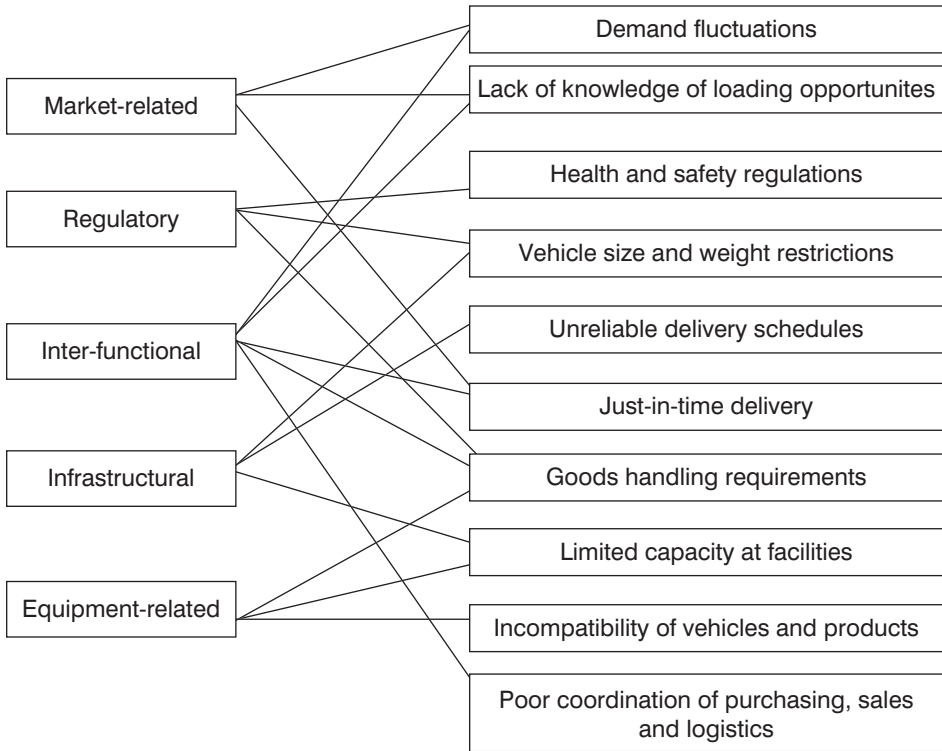 Market-related
Regulatory
Inter-functional
Infrastructural
Equipment-related
Demand fluctuations
Lack of knowledge of loading opportunites
Health and safety regulations
Vehicle size and weight restrictions
Unreliable delivery schedules
Just-in-time delivery
Goods handling requirements
Limited capacity at facilities
Incompatibility of vehicles and products
Poor coordination of purchasing, sales
and logistics